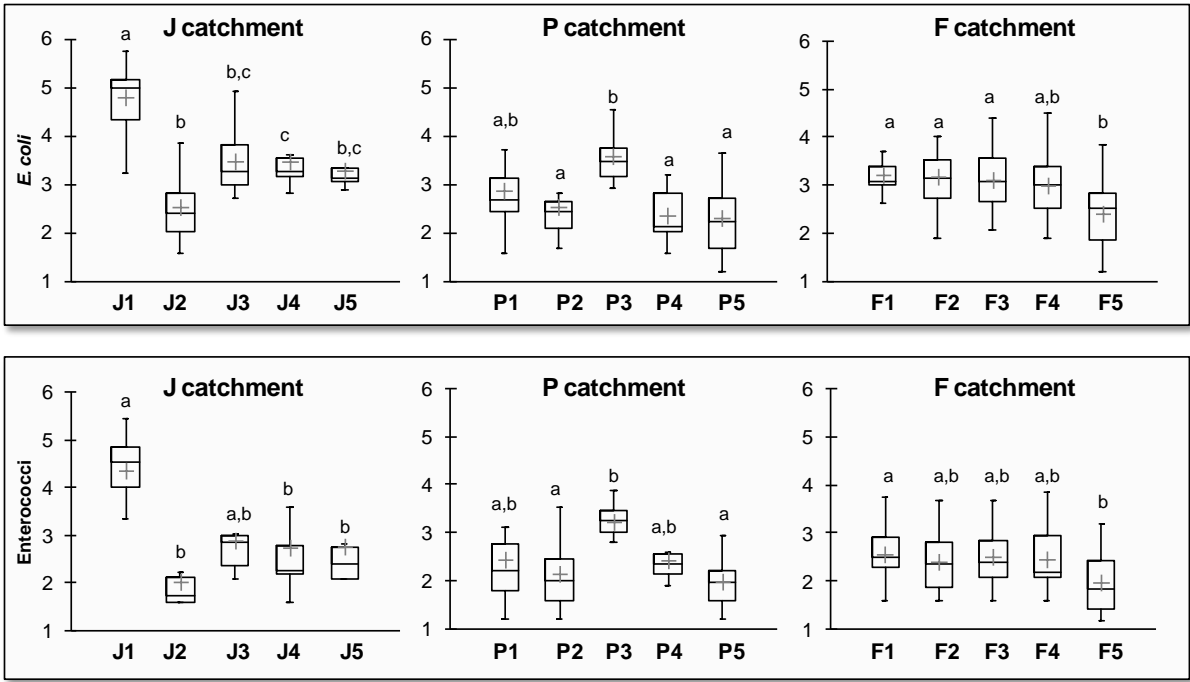 J catchment
P catchment
F catchment
E. coli
6
5
4
3
2
1
a
b
b,c
c
b,c
J1 J2 J3 J4 J5
6
5
4
3
2
1
a,b
a
b
a
a
P1 P2 P3 P4 P5
6
5
4
3
2
1
a
a
a
a,b
b
F1 F2 F3 F4 F5
J catchment
P catchment
F catchment
Enterococci
6
5
4
3
2
1
a
b
a,b
b
b
J1 J2 J3 J4 J5
6
5
4
3
2
1
a,b
a
b
a,b
a
P1 P2 P3 P4 P5
6
5
4
3
2
1
a
a,b
a,b
a,b
b
F1 F2 F3 F4 F5